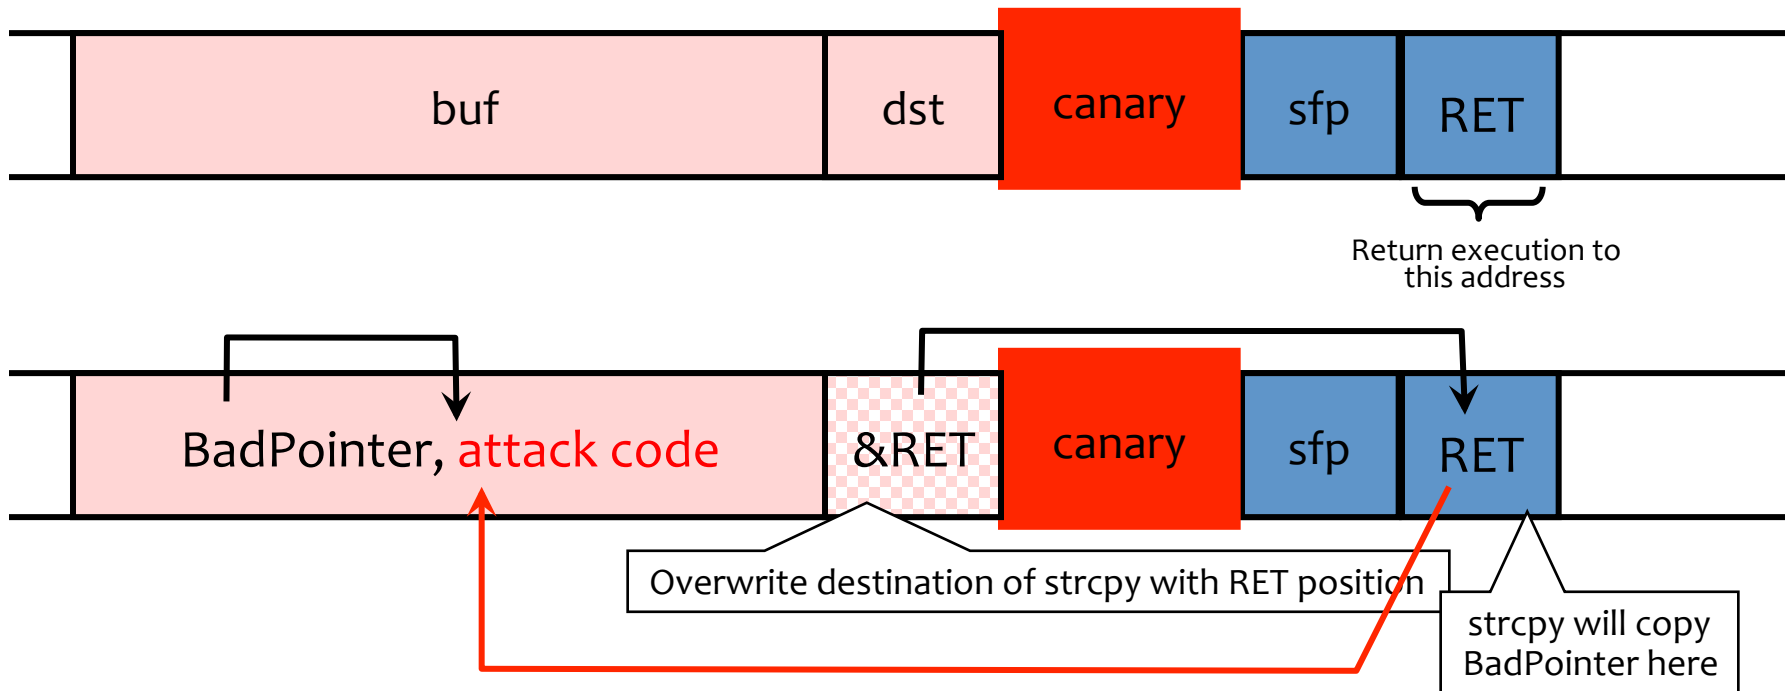 buf dst canary sfp RET
Return execution to
this address
BadPointer, attack code &RET canary sfp RET
Overwrite destination of strcpy with RET position
strcpy will copy
BadPointer here